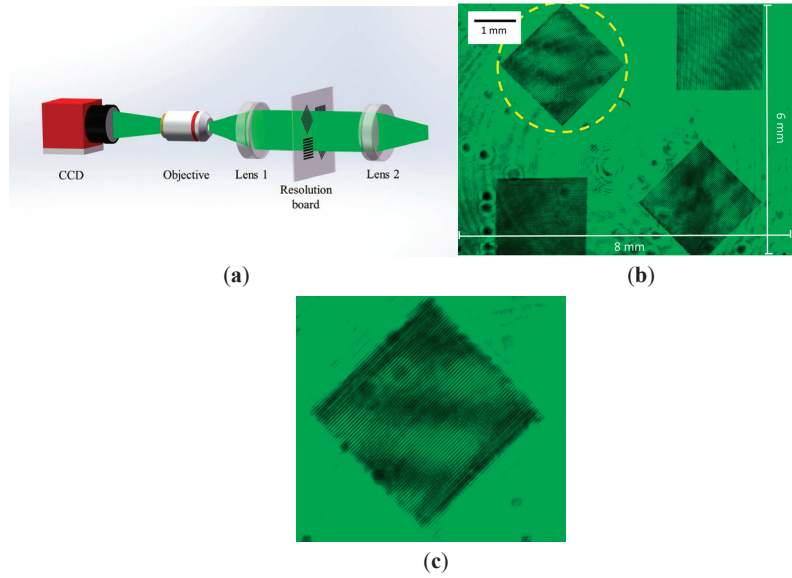 CCD
Objective
Lens 1
Resolution
board
Lens 2
(a)
1 mm
6 mm
8 mm
(b)
(c)